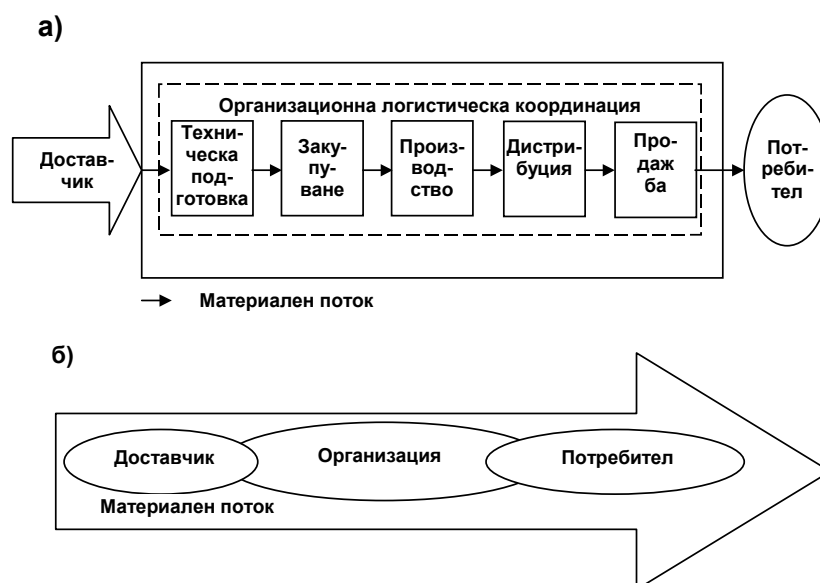 а)
Организационна логистическа координация
Достав-
чик
Техни-
ческа
под-
готовка
Заку-
пу-
ване
Произ-
вод-
ство
Дистри-
буция
Про-
даж
ба
Пот-
реби-
тел
Материален поток
б)
Доставчик
Организация
Потребител
Материален поток